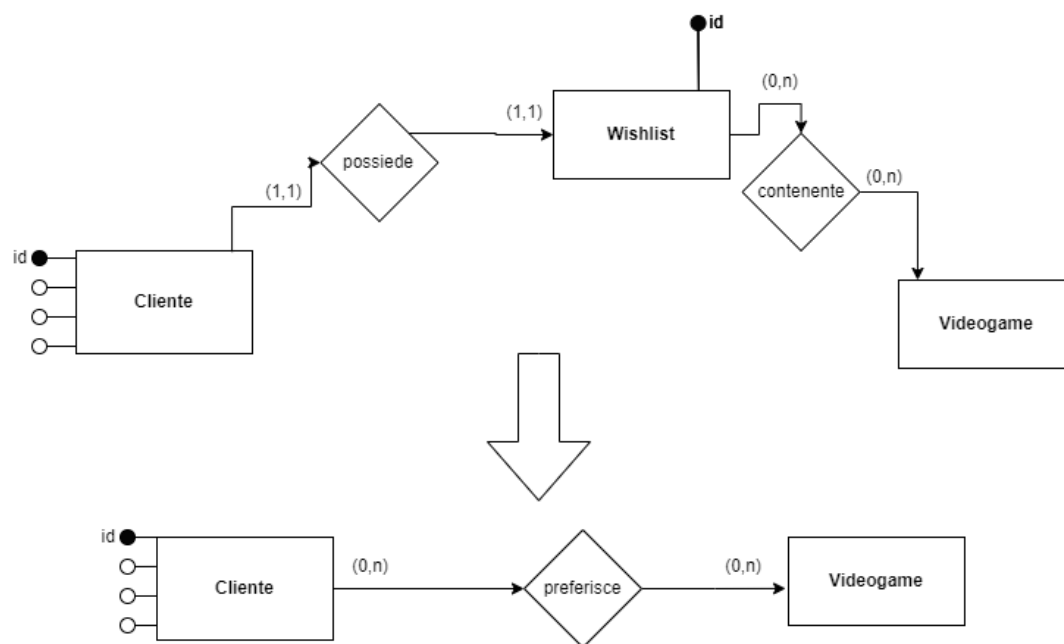 id
(0,n)
(1,1)
Wishlist
possiede
contenente
(0,n)
(1,1)
id
Cliente
Videogame
id
(0,n)
(0,n)
Cliente
preferisce
Videogame